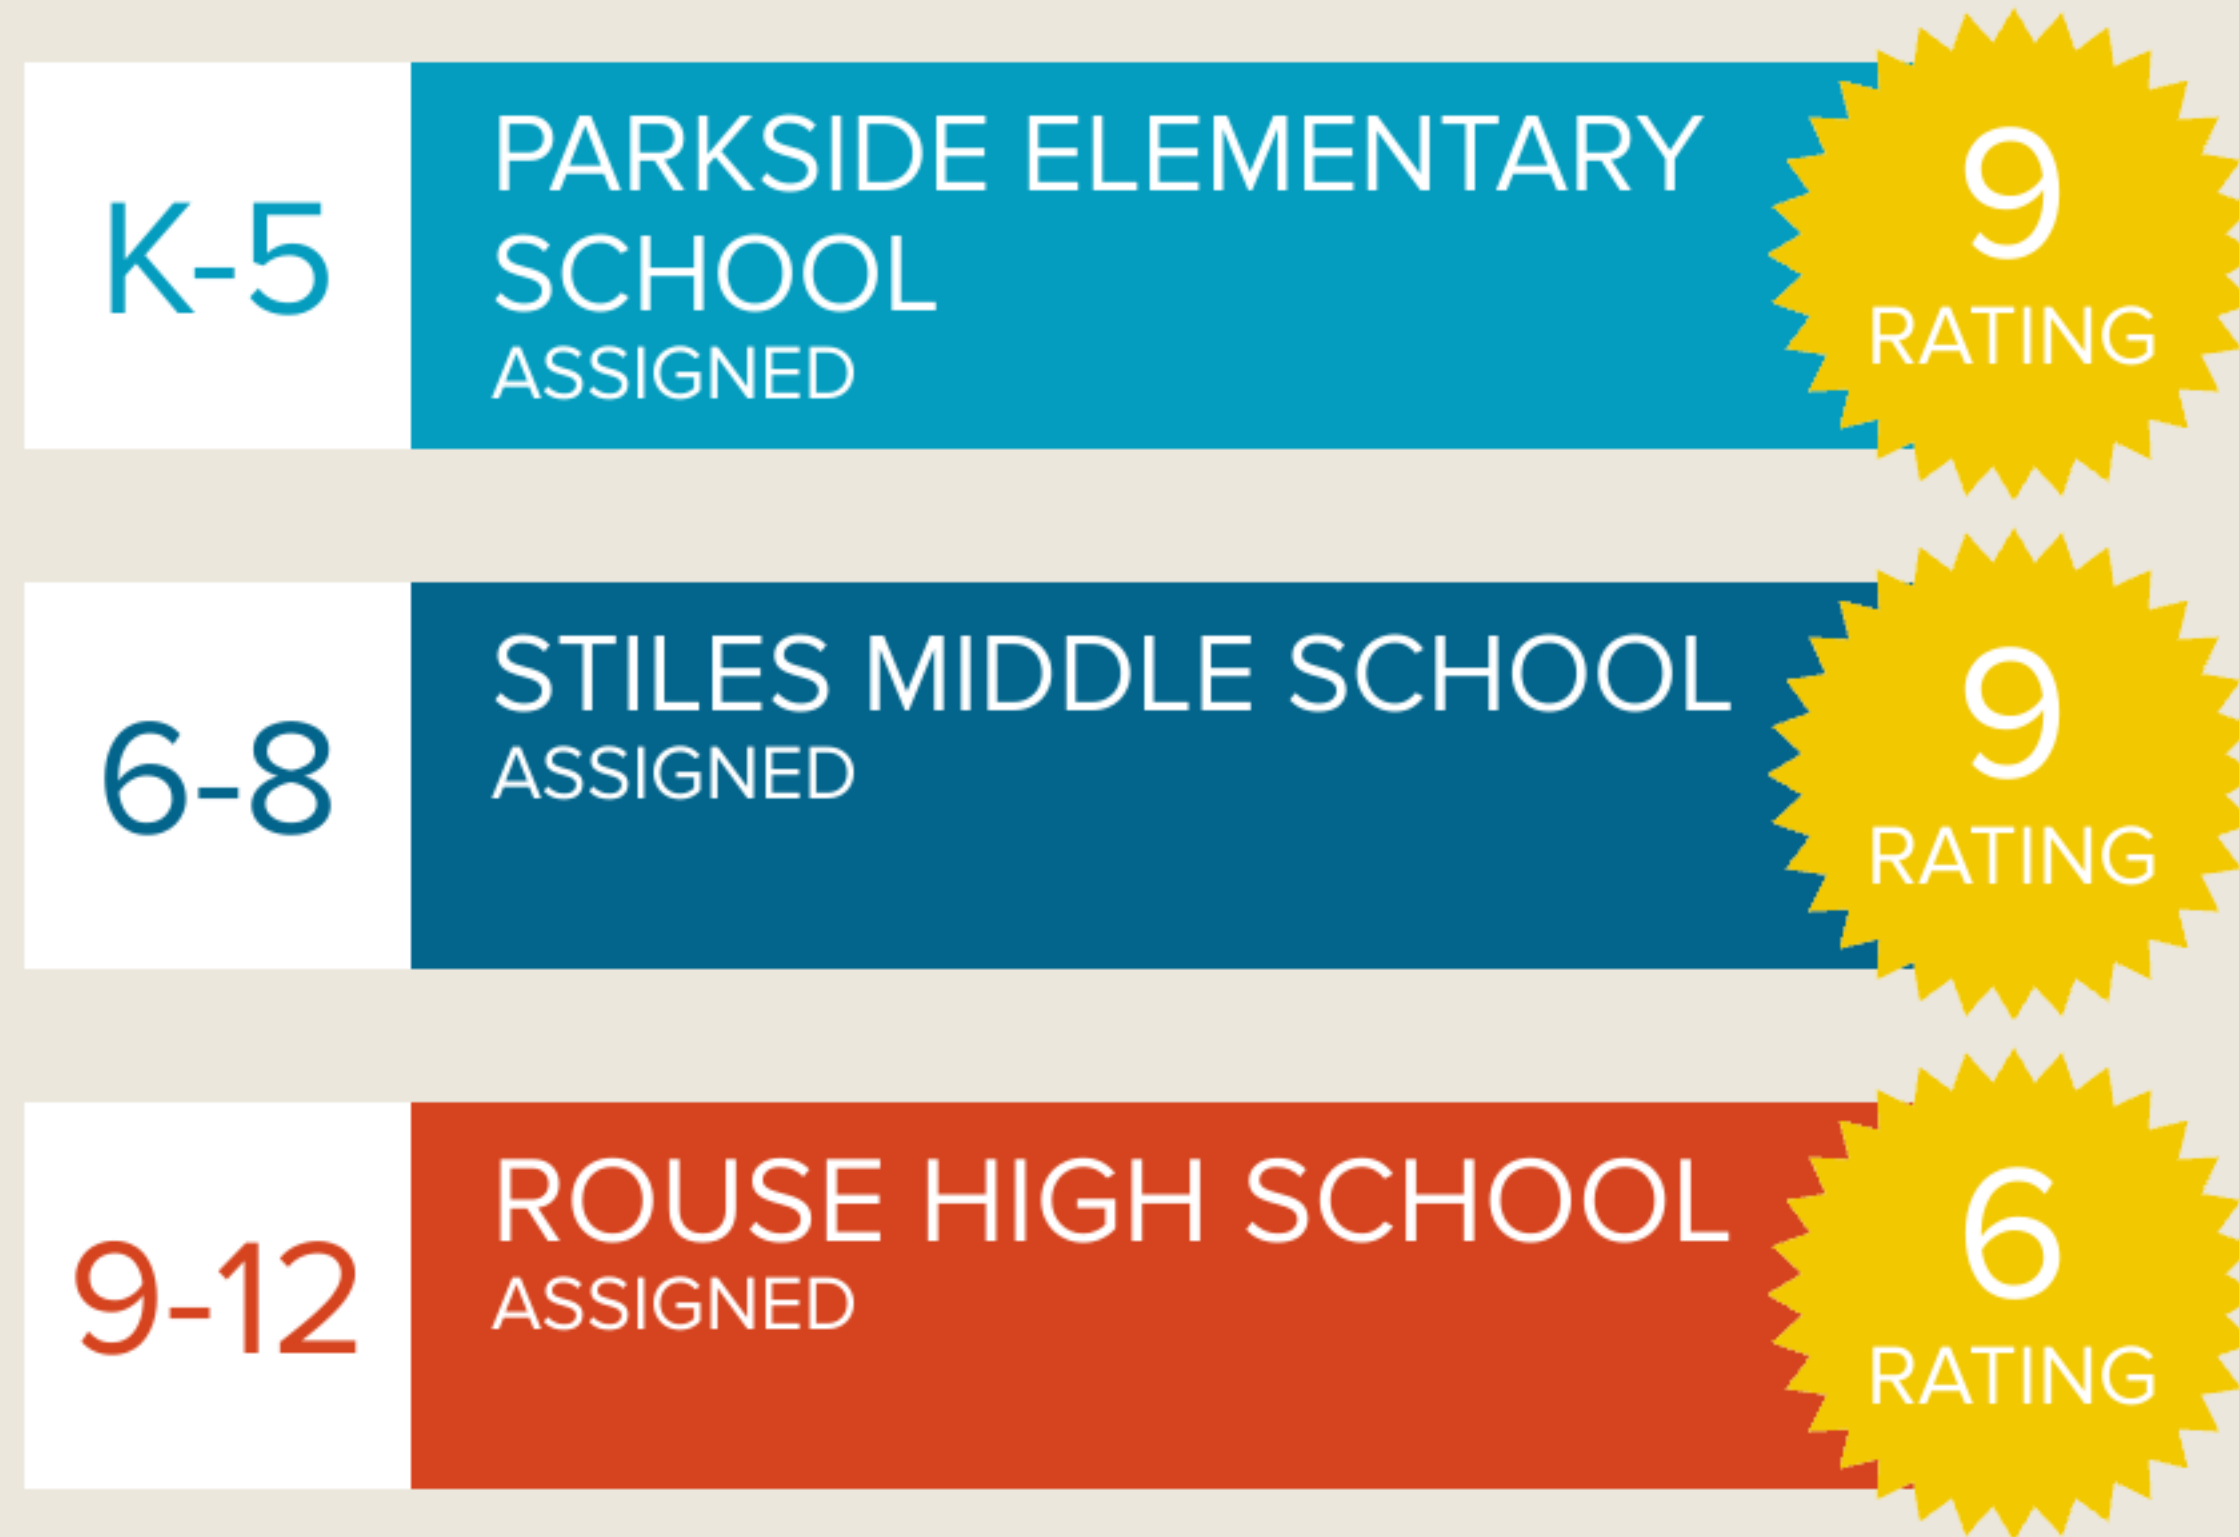 K-5
PARKSIDE ELEMENTARY
SCHOOL
ASSIGNED
9
RATING
6-8
STILES MIDDLE SCHOOL
ASSIGNED
9
RATING
9-12
ROUSE HIGH SCHOOL
ASSIGNED
6
RATING